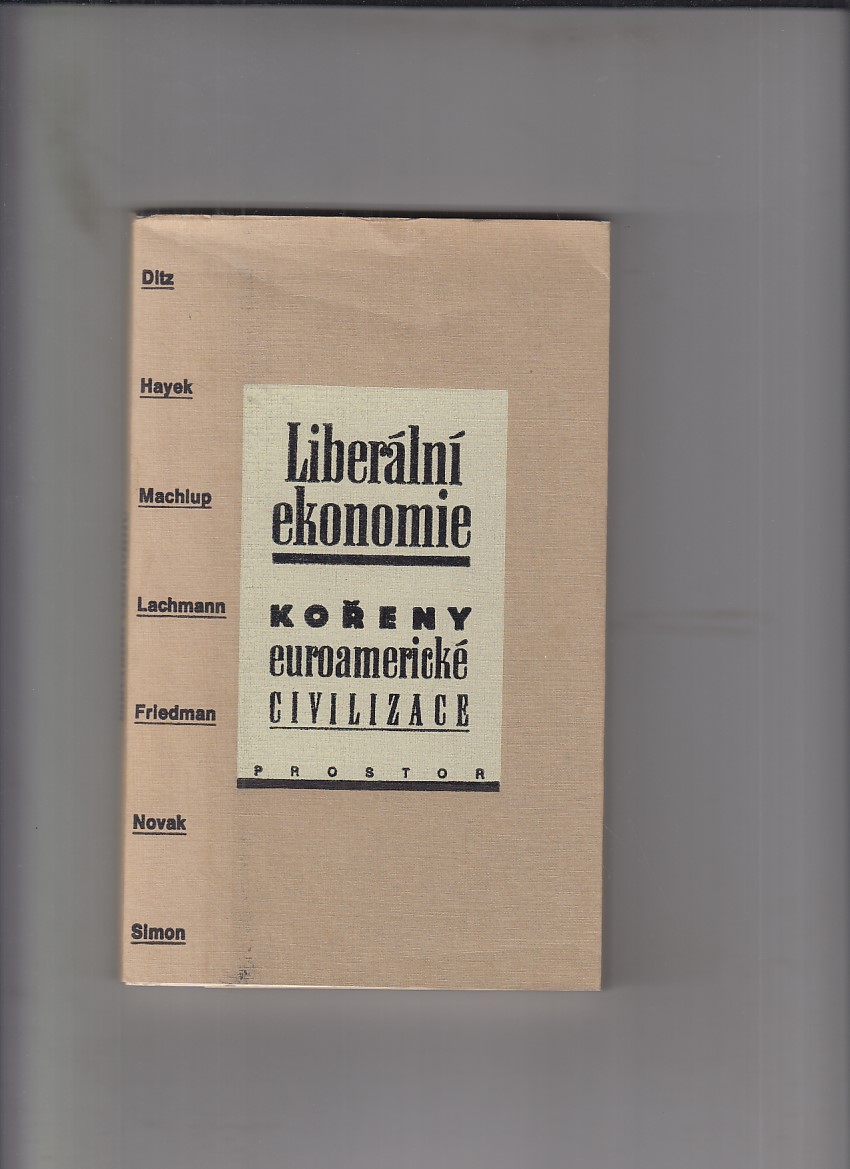 Ditz
Hayek
Machlup
Lachmann
Friedman
Novak
Simon
Liberální
ekonomie
KOŘENY
euroamerické
CIVILIZACE
PROSTOR